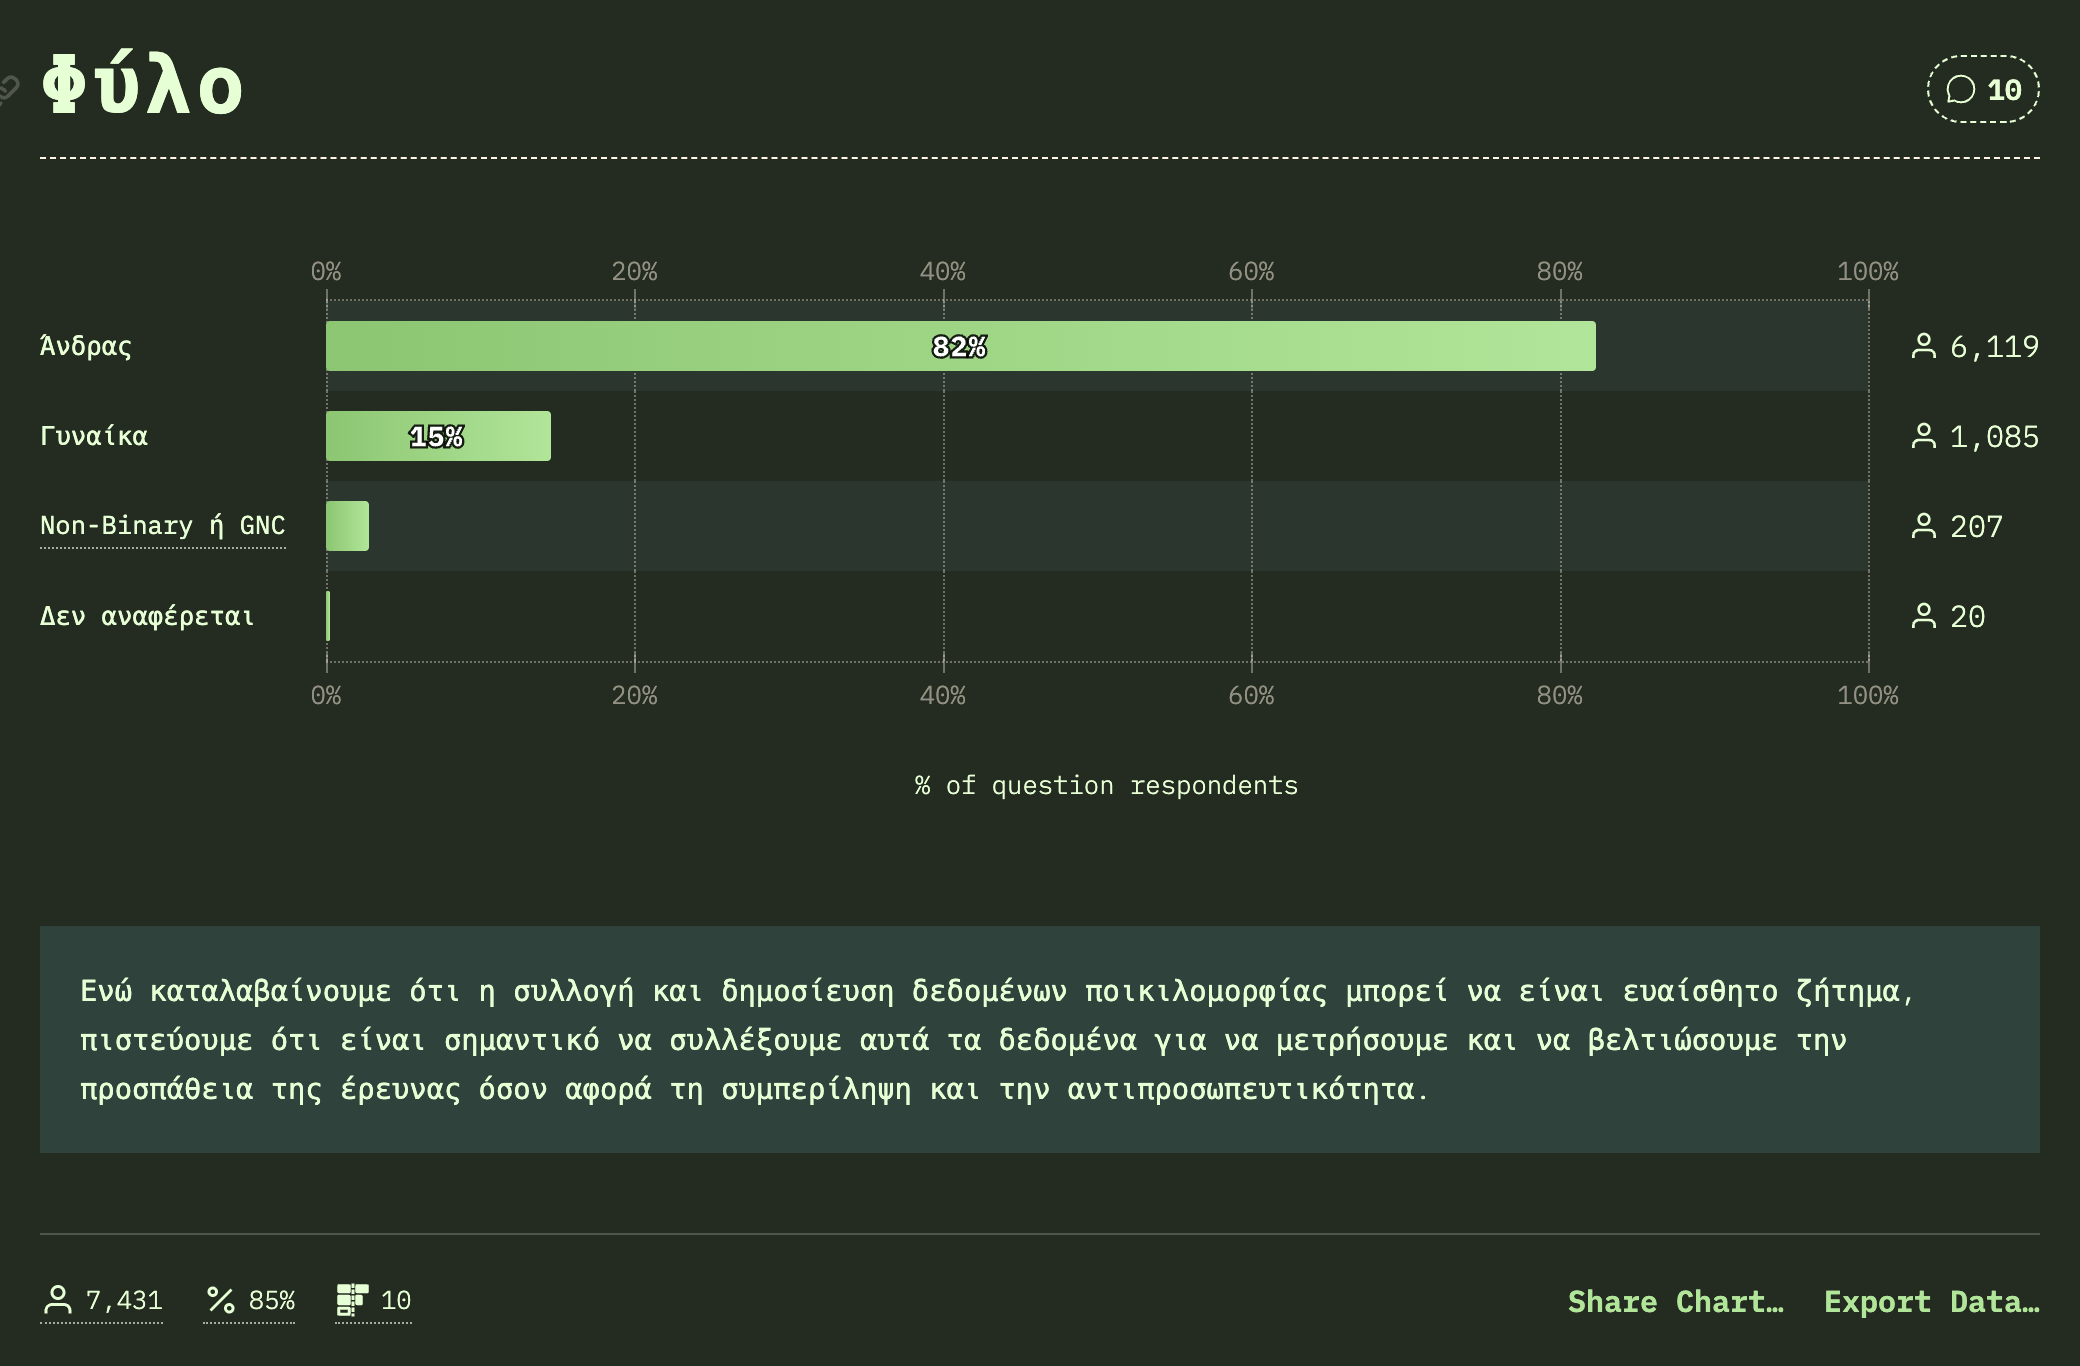 Φύλο
10
0% 20% 40% 60% 80% 100%
Άνδρας 82% 6,119
Γυναίκα 15% 1,085
Non-Binary ή GNC 207
Δεν αναφέρεται 20
0% 20% 40% 60% 80% 100%
% of question respondents
Ενώ καταλαβαίνουμε ότι η συλλογή και δημοσίευση δεδομένων ποικιλομορφίας μπορεί να είναι ευαίσθητο ζήτημα,
πιστεύουμε ότι είναι σημαντικό να συλλέξουμε αυτά τα δεδομένα για να μετρήσουμε και να βελτιώσουμε την
προσπάθεια της έρευνας όσον αφορά τη συμπερίληψη και την αντιπροσωπευτικότητα.
7,431 85% 10 Share Chart… Export Data…